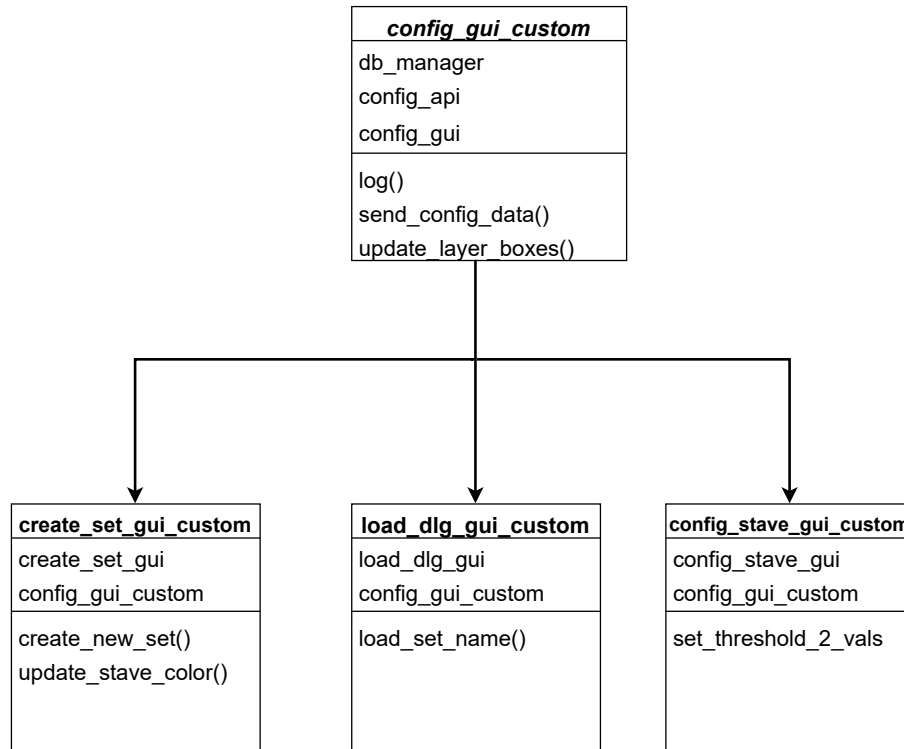 config_gui_custom
db_manager
config_api
config_gui
log()
send_config_data()
update_layer_boxes()
create_set_gui_custom
create_set_gui
config_gui_custom
create_new_set()
update_stave_color()
load_dlg_gui_custom
load_dlg_gui
config_gui_custom
load_set_name()
config_stave_gui_custom
config_stave_gui
config_gui_custom
set_threshold_2_vals